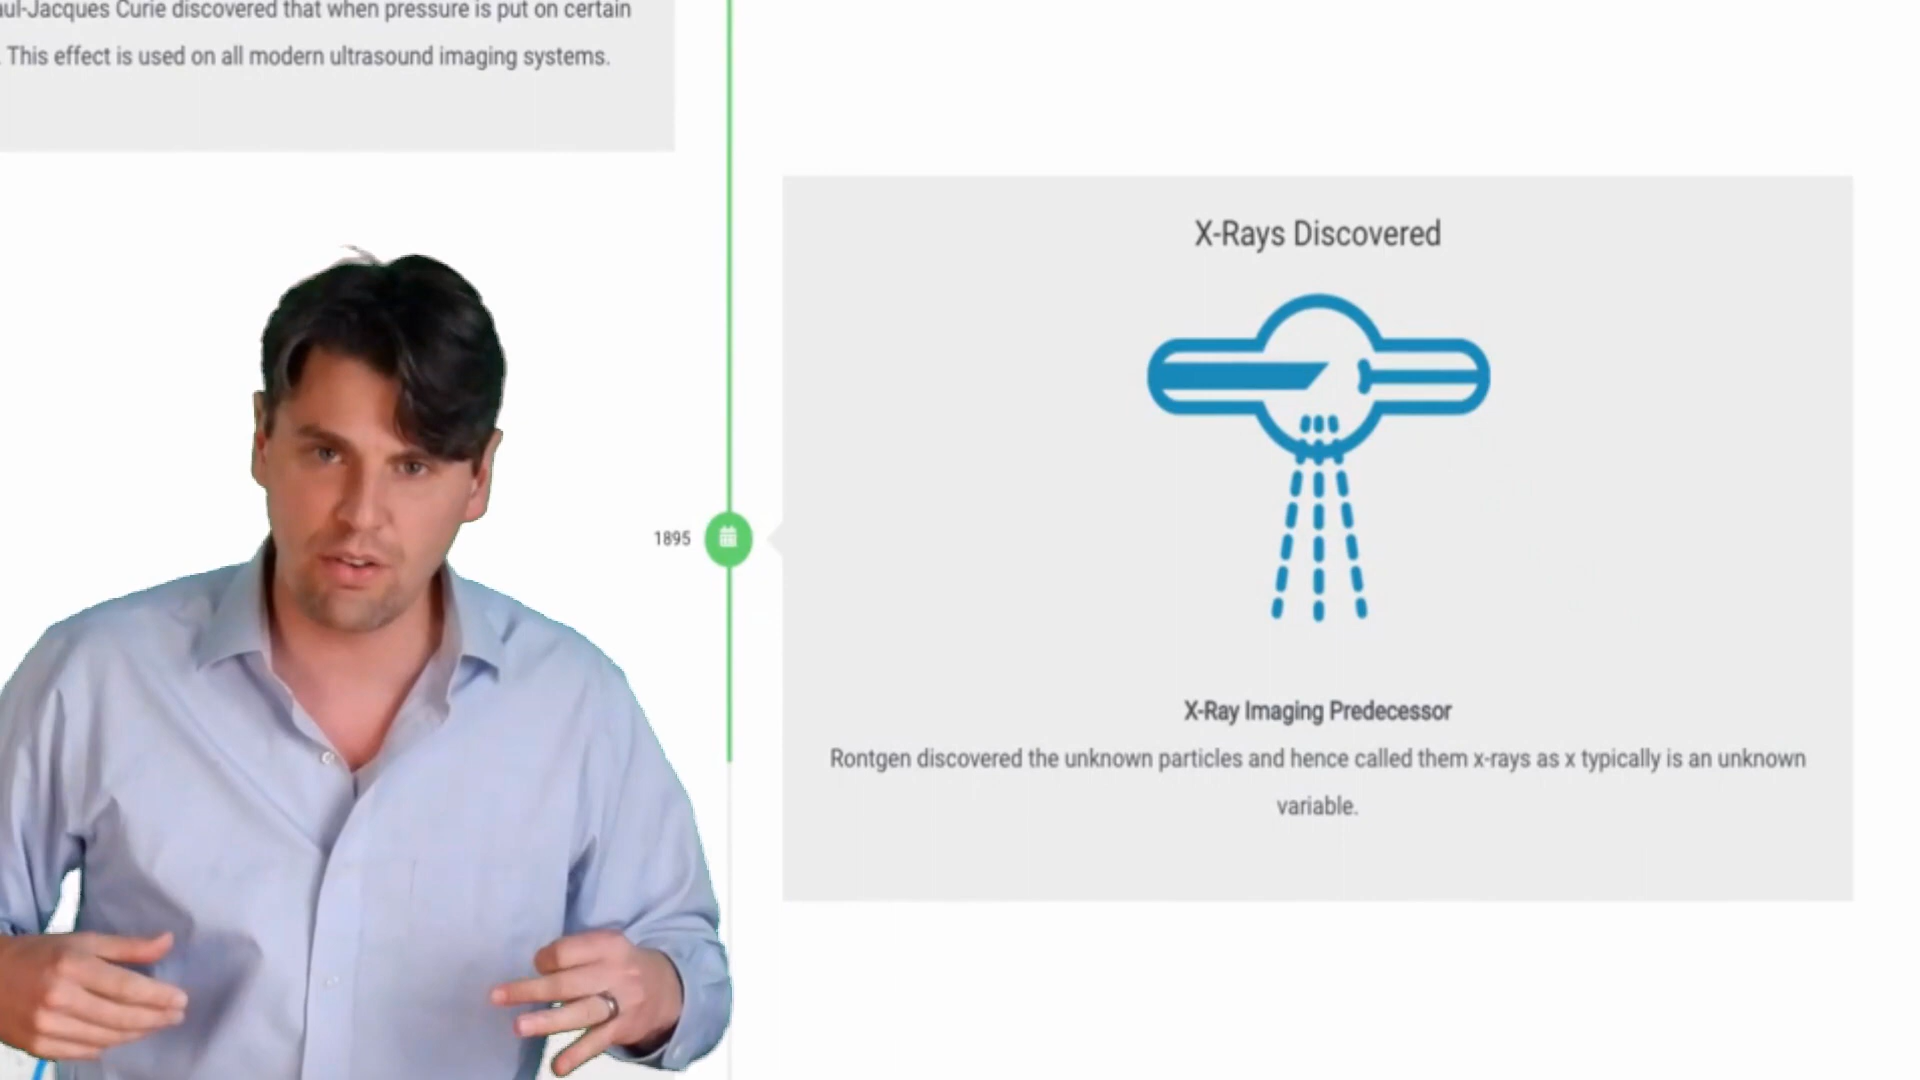 Jacques Curie discovered that when pressure is put on certain
. This effect is used on all modern ultrasound imaging systems.
X-Rays Discovered
1895
X-Ray Imaging Predecessor
Rontgen discovered the unknown particles and hence called them x-rays as x typically is an unknown
variable.